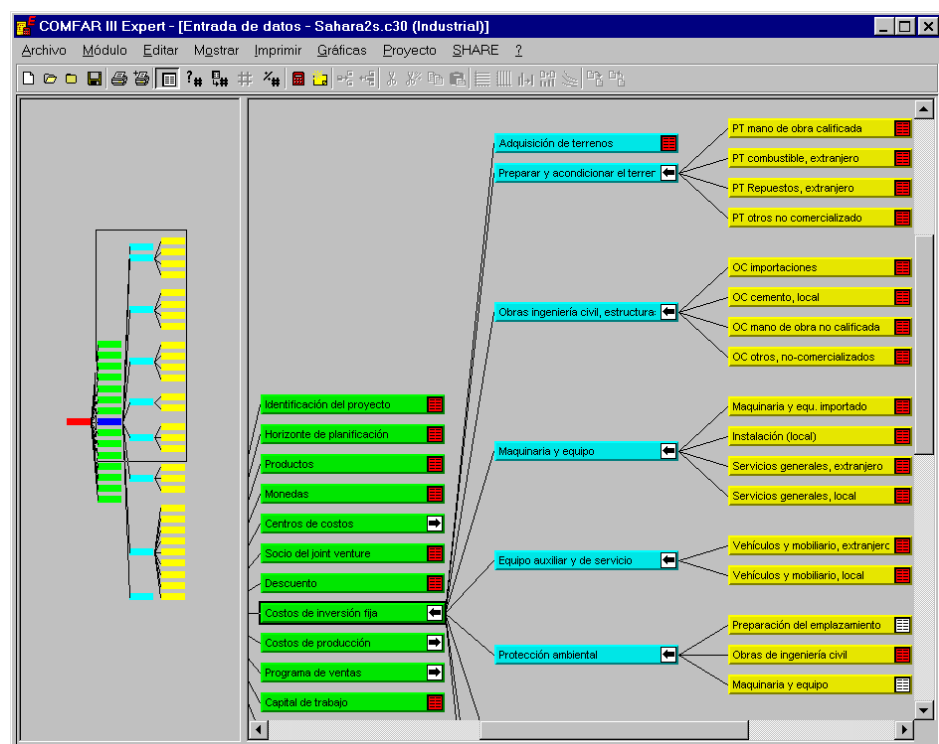 COMFAR III Expert - [Entrada de datos - Sahara2s.c30 (Industrial)]
Archivo Módulo Editar Mostrar Imprimir Gráficas Proyecto SHARE ?
PT mano de obra calificada
Adquisición de terrenos
PT combustible, extranjero
Preparar y acondicionar el terrer
PT Repuestos, extranjero
PT otros no comercializado
OC importaciones
OC cemento, local
Obras ingeniería civil, estructura:
OC mano de obra no calificada
OC otros, no-comercializados
Identificación del proyecto
Maquinaria y equ. importado
Horizonte de planificación
Instalación (local)
Maquinaria y equipo
Productos
Servicios generales, extranjero
Monedas
Servicios generales, local
Centros de costos
Vehículos y mobiliario, extranjerc
Socio del joint venture
Equipo auxiliar y de servicio
Vehículos y mobiliario, local
Descuento
Costos de inversión fija
Preparación del emplazamiento
Costos de producción
Obras de ingeniería civil
Protección ambiental
Programa de ventas
Maquinaria y equipo
Capital de trabajo